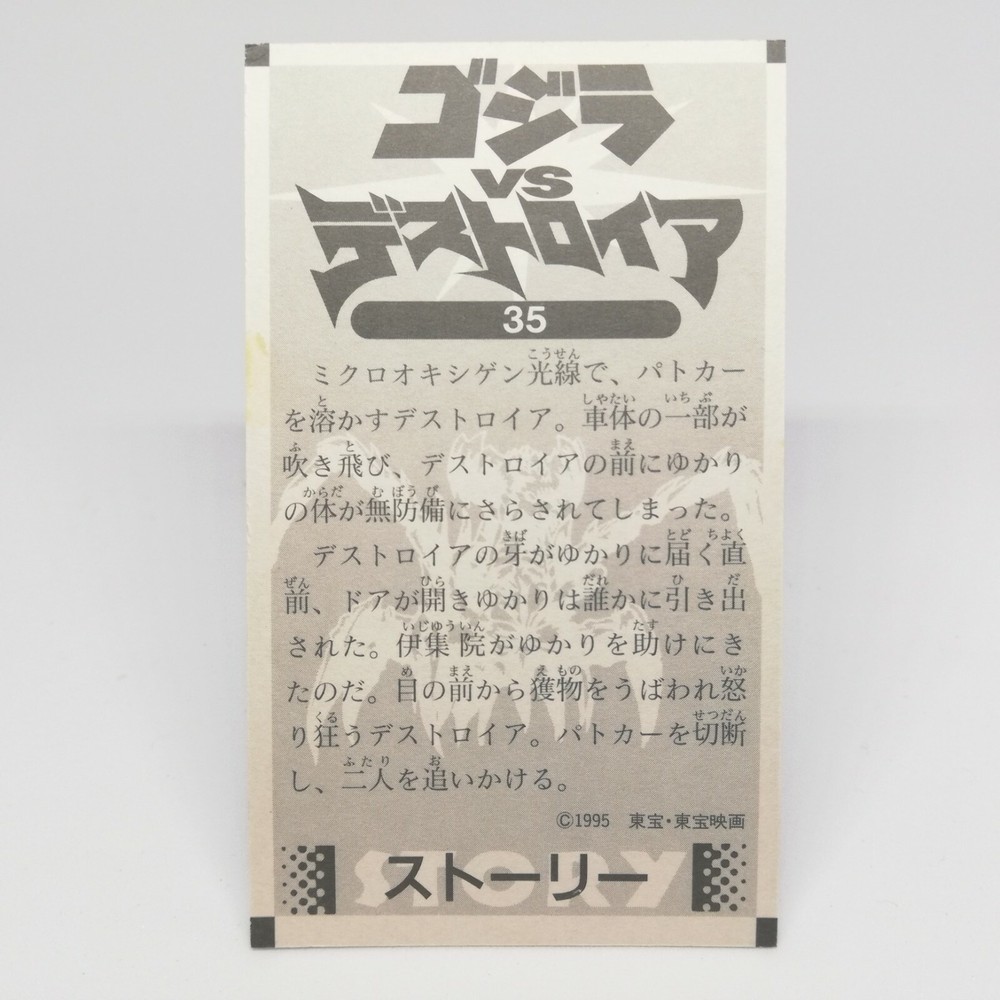 ゴジラ
VS
デストロイア
35
ミクロオキシゲン光線で、パトカー
を溶かすデストロイア。車体の一部が
吹き飛び、デストロイアの前にゆかり
の体が無防備にさらされてしまった。
デストロイアの牙がゆかりに届く直
前、ドアが開きゆかりは誰かに引き出
された。伊集院がゆかりを助けにき
たのだ。目の前から獲物をうばわれ怒
り狂うデストロイア。パトカーを切断
し、二人を追いかける。
©1995 東宝・東宝映画
STORY
ストーリー